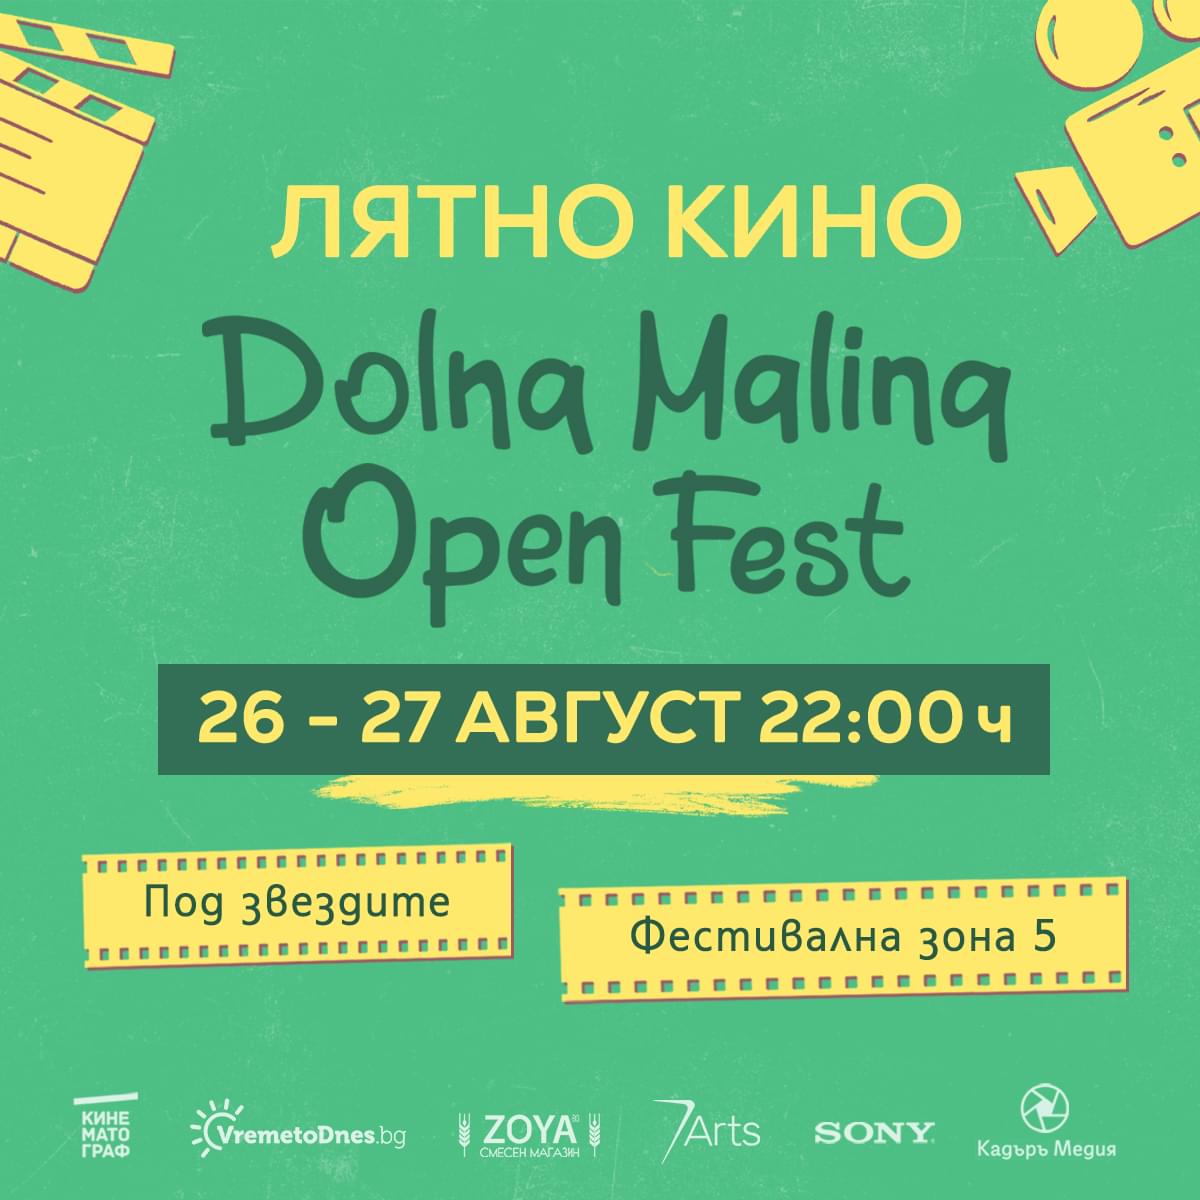 ЛЯТНО КИНО
Dolna Malina
Open Fest
26 - 27 АВГУСТ 22:00 ч
Под звездите
Фестивална зона 5
КИНЕ
МАТО
ГРАФ
VremetoDnes.bg
ZOYA BG
СМЕСЕН МАГАЗИН
7Arts
SONY
Кадъръ Медия